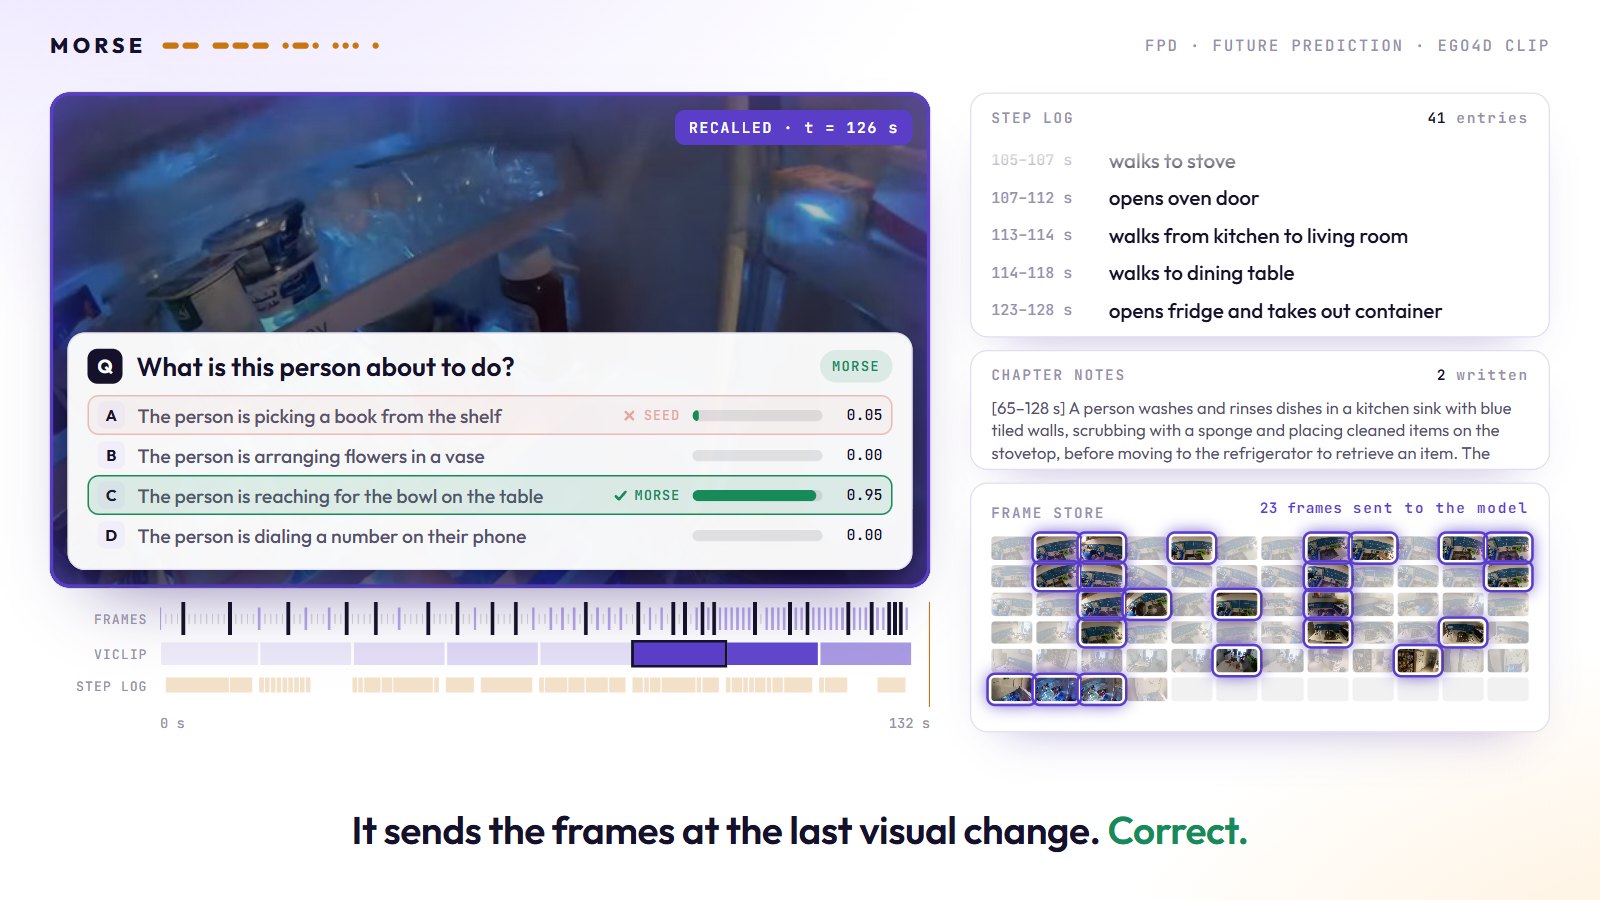 MORSE
FPD · FUTURE PREDICTION · EGO4D CLIP
RECALLED · t = 126 s
Q What is this person about to do? MORSE
A The person is picking a book from the shelf SEED 0.05
B The person is arranging flowers in a vase 0.00
C The person is reaching for the bowl on the table MORSE 0.95
D The person is dialing a number on their phone 0.00
FRAMES
VICLIP
STEP LOG
0 s 132 s
STEP LOG 41 entries
105–107 s walks to stove
107–112 s opens oven door
113–114 s walks from kitchen to living room
114–118 s walks to dining table
123–128 s opens fridge and takes out container
CHAPTER NOTES 2 written
[65–128 s] A person washes and rinses dishes in a kitchen sink with blue
tiled walls, scrubbing with a sponge and placing cleaned items on the
stovetop, before moving to the refrigerator to retrieve an item. The
FRAME STORE 23 frames sent to the model
It sends the frames at the last visual change. Correct.